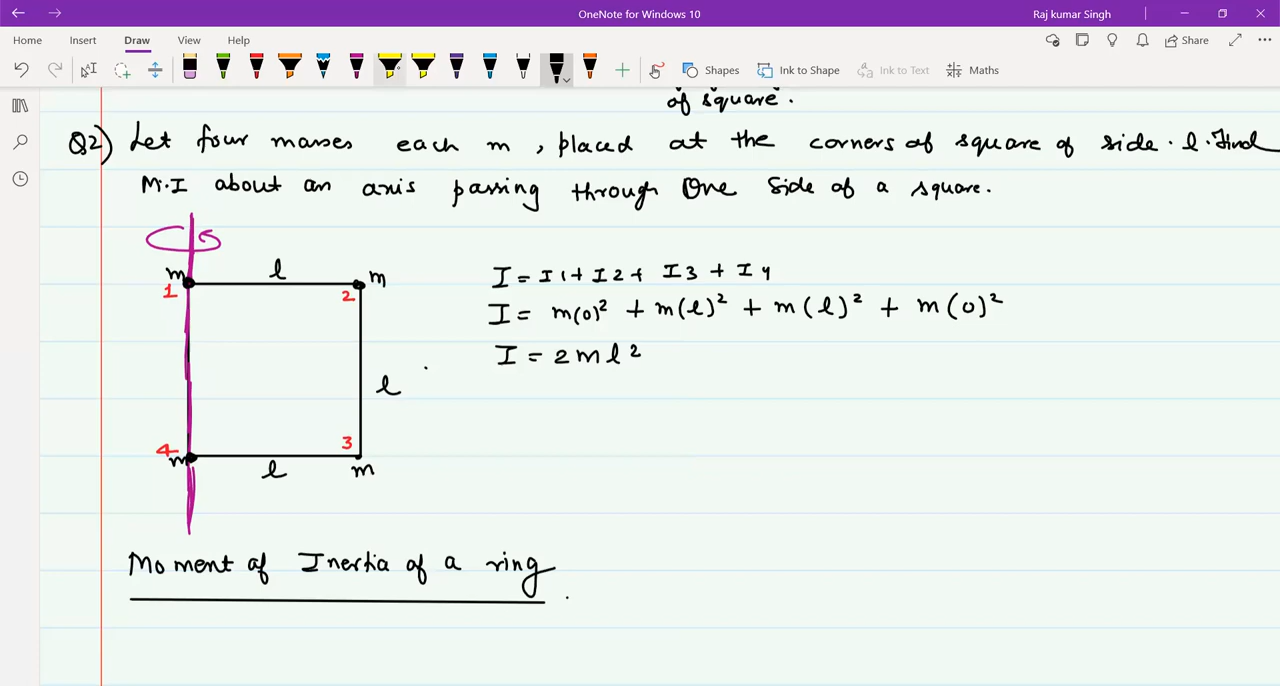 OneNote for Windows 10
Raj kumar Singh
Home Insert Draw View Help
Share
Shapes Ink to Shape Ink to Text Maths
of square.
Q2) Let four masses each m, placed at the corners of square of side . l. Find
M.I about an axis passing through One side of a square.
m l m
1 2
I = I1 + I2 + I3 + I4
I = m(0)² + m(l)² + m(l)² + m(0)²
I = 2ml²
l
4 3
m l m
Moment of Inertia of a ring